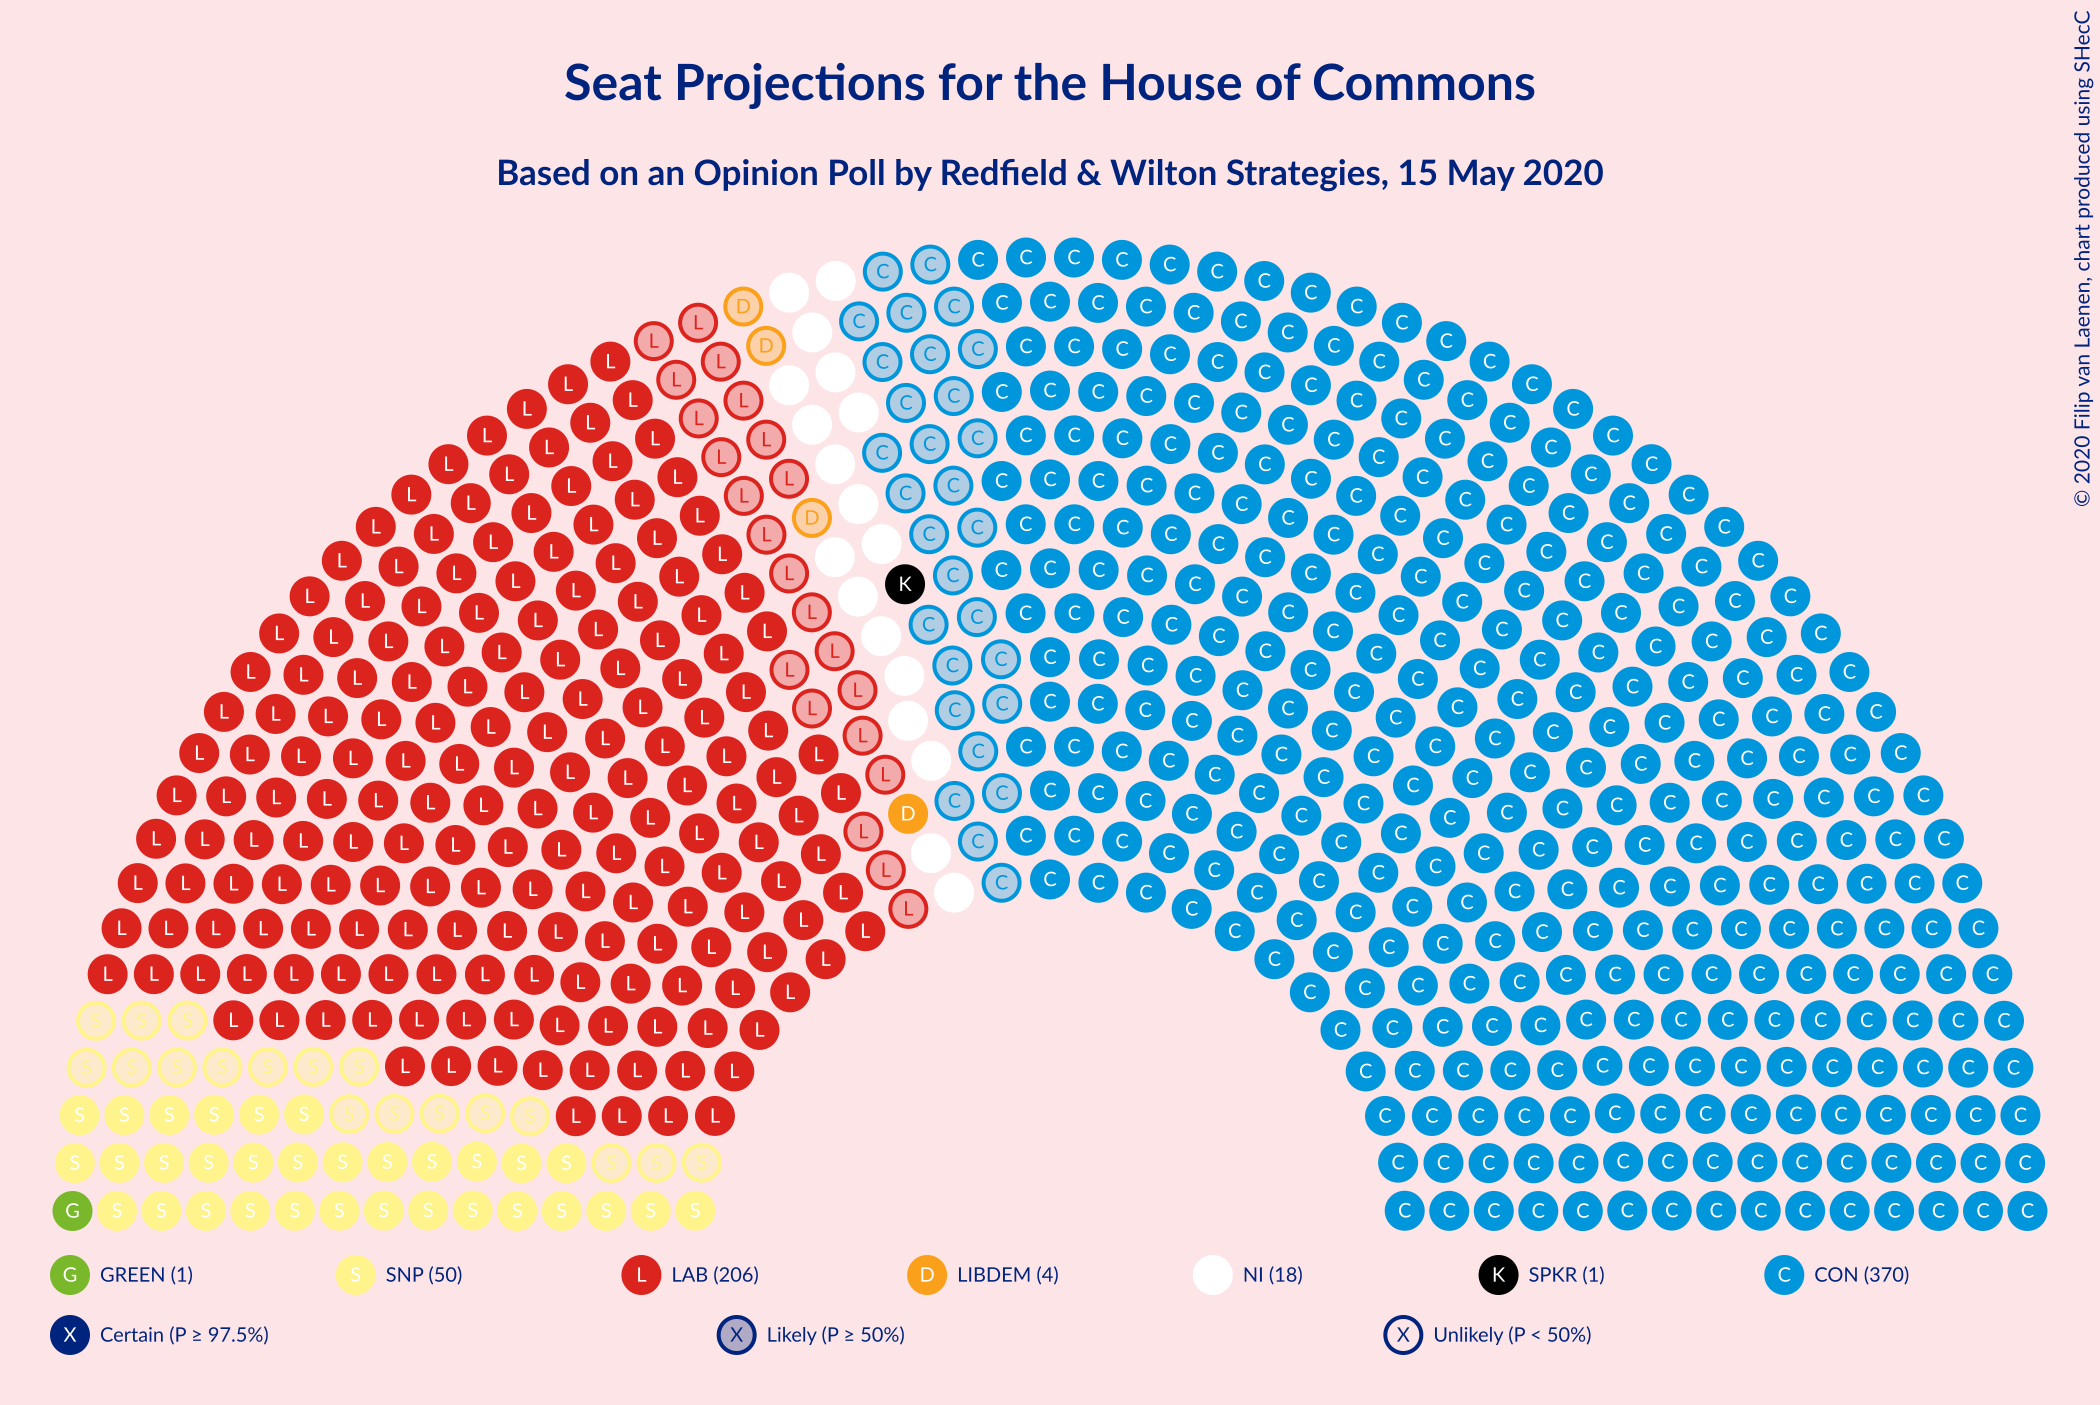 Seat Projections for the House of Commons
Based on an Opinion Poll by Redfield & Wilton Strategies, 15 May 2020
© 2020 Filip van Laenen, chart produced using SHecC
G GREEN (1)
S SNP (50)
L LAB (206)
D LIBDEM (4)
NI (18)
K SPKR (1)
C CON (370)
X Certain (P ≥ 97.5%)
X Likely (P ≥ 50%)
X Unlikely (P < 50%)